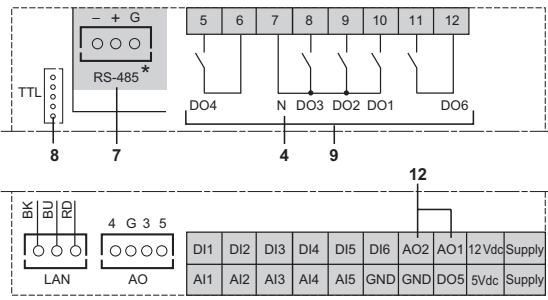 – + G
5 6 7 8 9 10 11 12
RS-485*
TTL
DO4 N DO3 DO2 DO1 DO6
8 7 4 9
12
BK BU RD
4 G 3 5
DI1 DI2 DI3 DI4 DI5 DI6 AO2 AO1 12Vdc Supply
LAN AO
AI1 AI2 AI3 AI4 AI5 GND GND DO5 5Vdc Supply